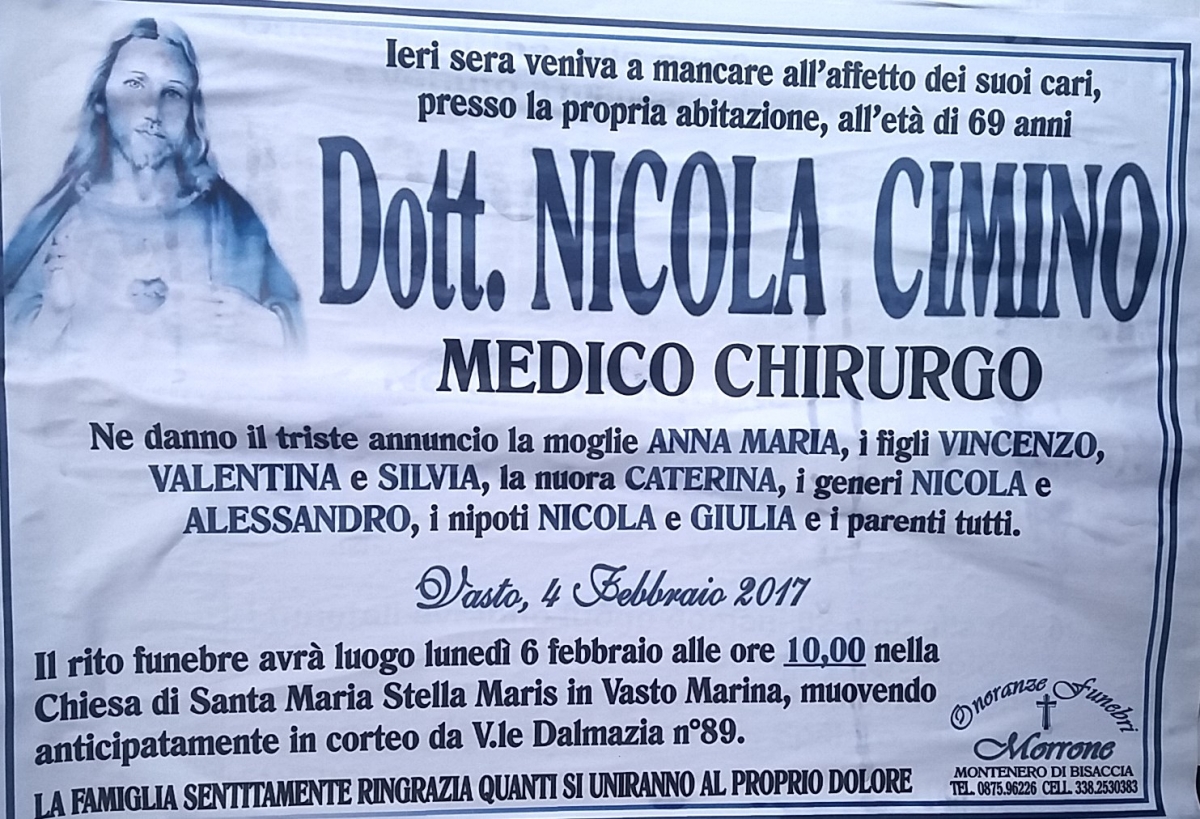 Ieri sera veniva a mancare all'affetto dei suoi cari,
presso la propria abitazione, all'età di 69 anni
Dott. NICOLA CIMINO
MEDICO CHIRURGO
Ne danno il triste annuncio la moglie ANNA MARIA, i figli VINCENZO,
VALENTINA e SILVIA, la nuora CATERINA, i generi NICOLA e
ALESSANDRO, i nipoti NICOLA e GIULIA e i parenti tutti.
Vasto, 4 Febbraio 2017
Il rito funebre avrà luogo lunedì 6 febbraio alle ore 10,00 nella
Chiesa di Santa Maria Stella Maris in Vasto Marina, muovendo
anticipatamente in corteo da V.le Dalmazia n°89.
LA FAMIGLIA SENTITAMENTE RINGRAZIA QUANTI SI UNIRANNO AL PROPRIO DOLORE
Onoranze Funebri
Morrone
MONTENERO DI BISACCIA
TEL. 0875.96226 CELL. 338.2530383